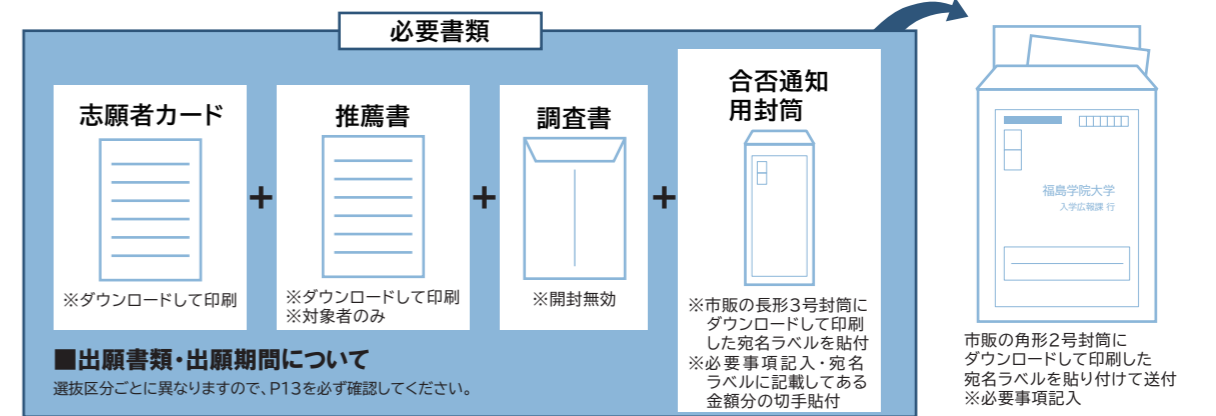 必要書類
志願者カード
※ダウンロードして印刷
+
推薦書
※ダウンロードして印刷
※対象者のみ
+
調査書
※開封無効
+
合否通知
用封筒
※市販の長形3号封筒に
ダウンロードして印刷
した宛名ラベルを貼付
※必要事項記入・宛名
ラベルに記載してある
金額分の切手貼付
■出願書類・出願期間について
選抜区分ごとに異なりますので、P13を必ず確認してください。
福島学院大学
入学広報課 行
市販の角形2号封筒に
ダウンロードして印刷した
宛名ラベルを貼り付けて送付
※必要事項記入